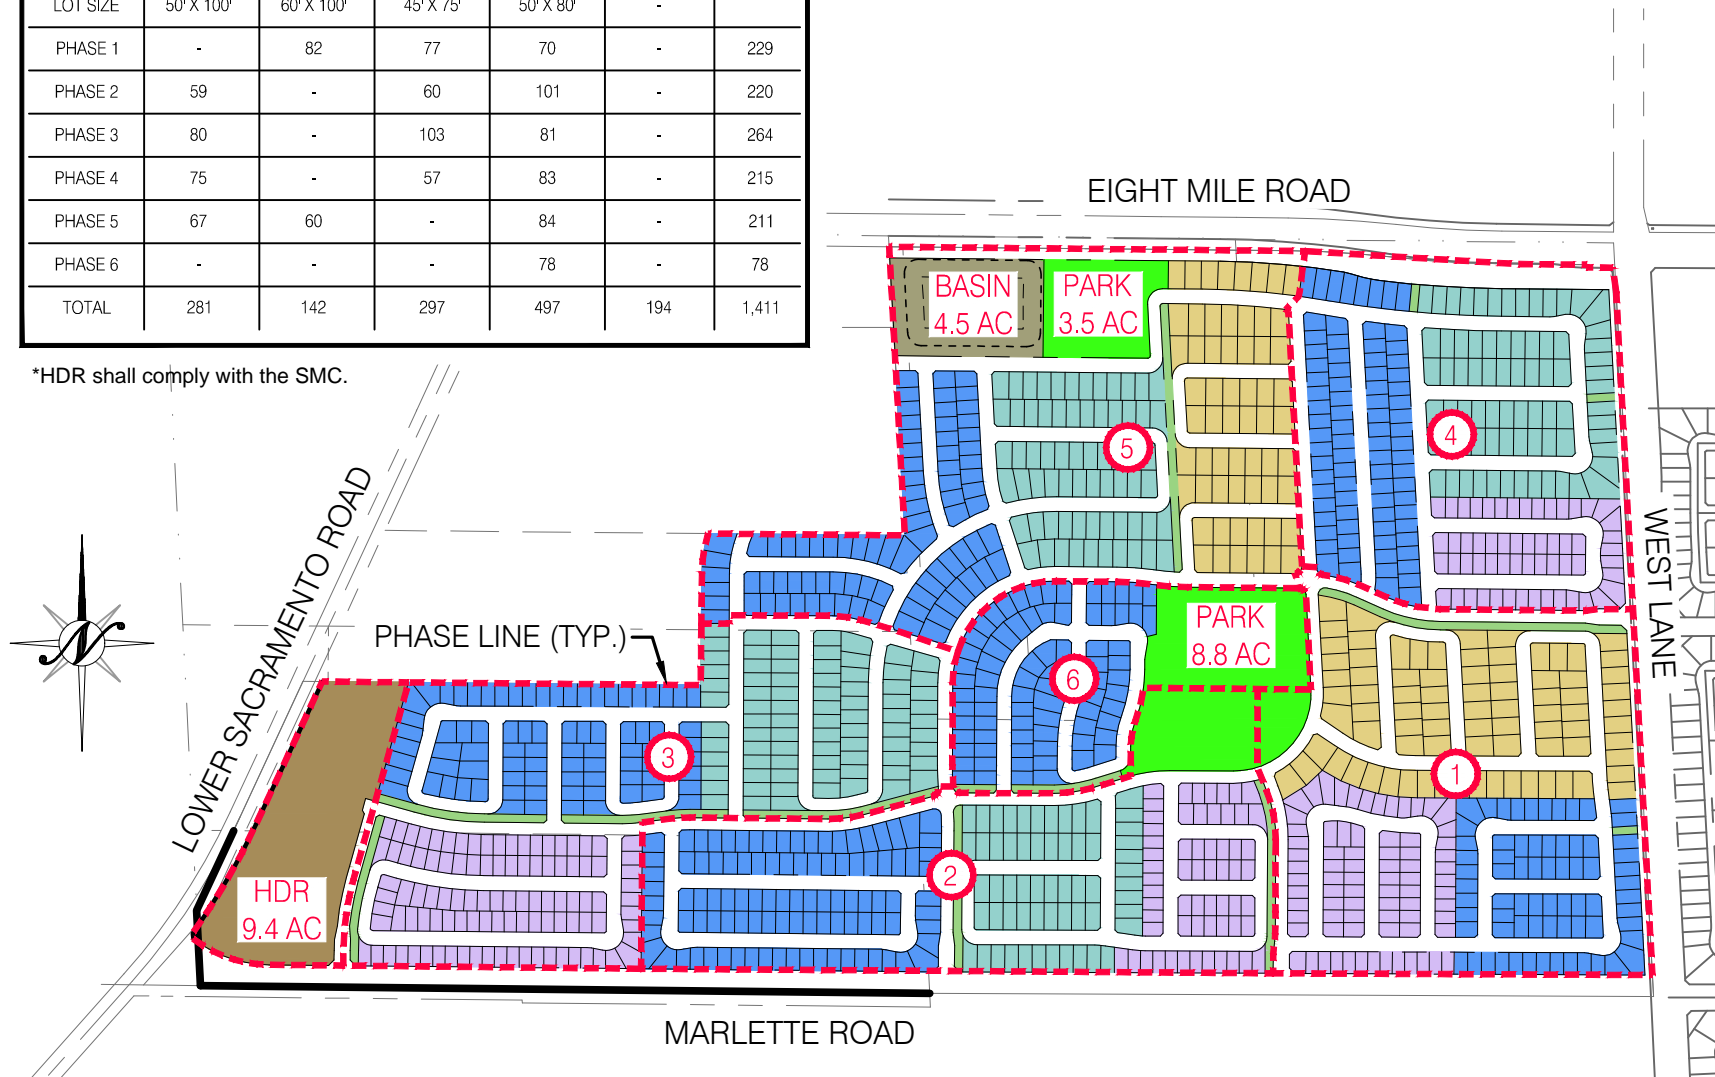 LOT SIZE 50' X 100' 60' X 100' 45' X 75' 50' X 80' -
PHASE 1 - 82 77 70 - 229
PHASE 2 59 - 60 101 - 220
PHASE 3 80 - 103 81 - 264
PHASE 4 75 - 57 83 - 215
PHASE 5 67 60 - 84 - 211
PHASE 6 - - - 78 - 78
TOTAL 281 142 297 497 194 1,411
*HDR shall comply with the SMC.
EIGHT MILE ROAD
BASIN
4.5 AC
PARK
3.5 AC
5
4
LOWER SACRAMENTO ROAD
WEST LANE
N
PHASE LINE (TYP.)
PARK
8.8 AC
6
3
1
2
HDR
9.4 AC
MARLETTE ROAD